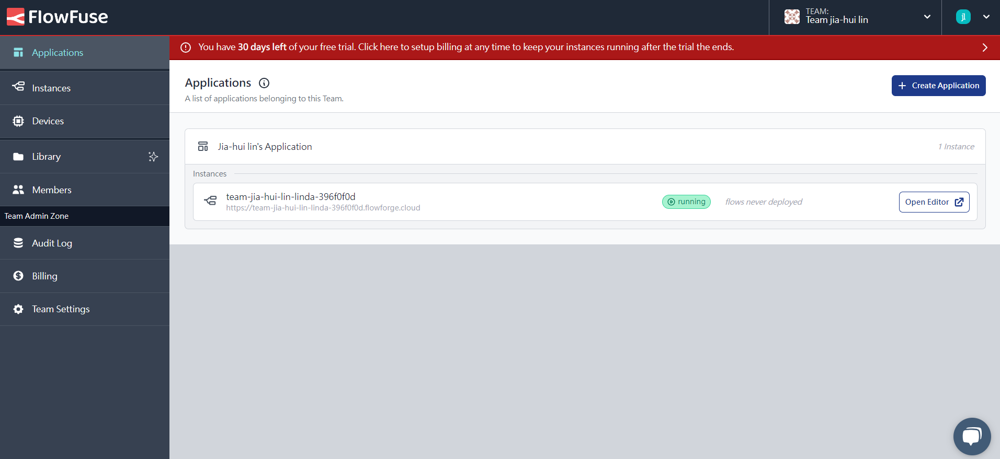 FlowFuse
TEAM:
Team jia-hui lin
jl
Applications
Instances
Devices
Library
Members
Team Admin Zone
Audit Log
Billing
Team Settings
You have 30 days left of your free trial. Click here to setup billing at any time to keep your instances running after the trial the ends.
Applications
A list of applications belonging to this Team.
Create Application
Jia-hui lin's Application
1 Instance
Instances
team-jia-hui-lin-linda-396f0f0d
https://team-jia-hui-lin-linda-396f0f0d.flowforge.cloud
running
flows never deployed
Open Editor